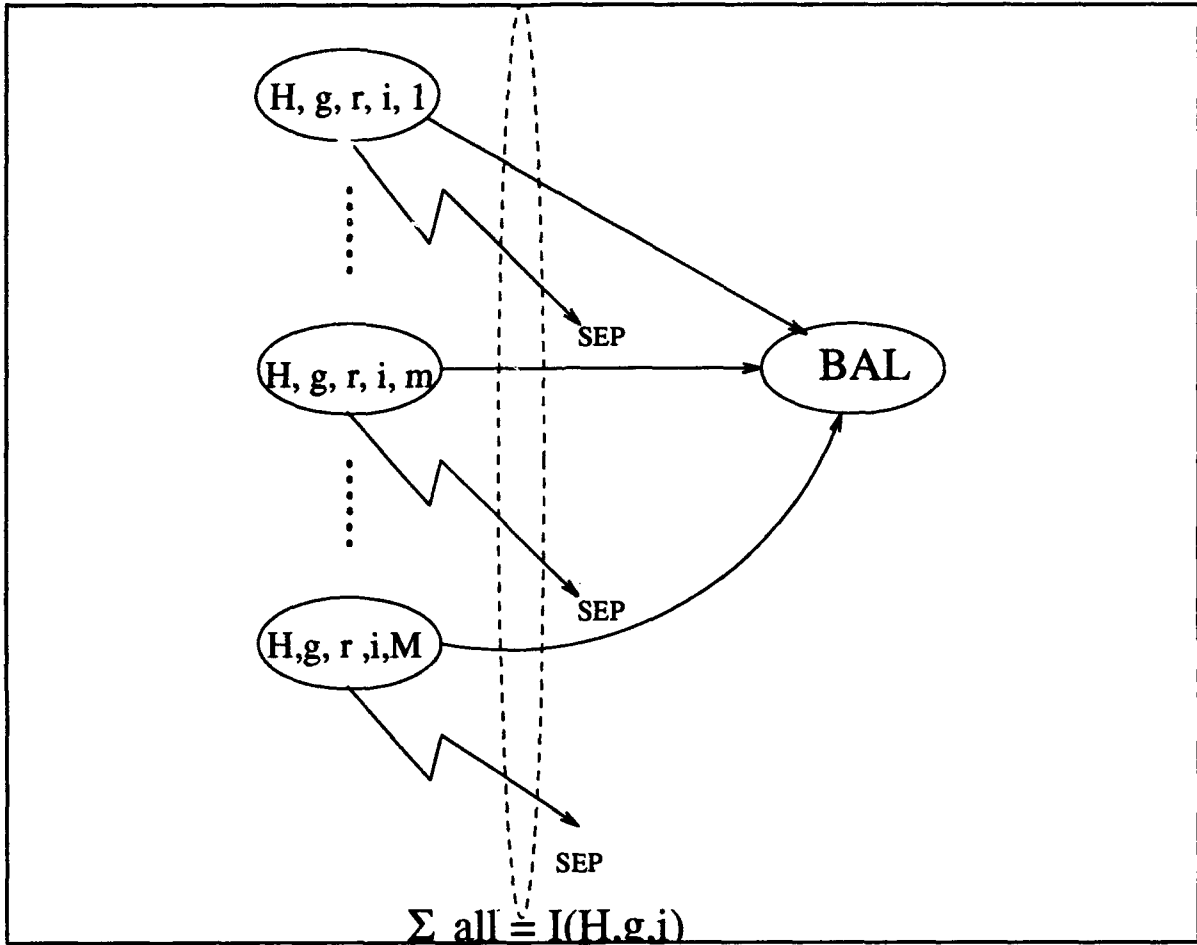 H, g, r, i, 1
SEP
H, g, r, i, m
BAL
SEP
H,g, r ,i,M
SEP
Σ all = I(H,g,i)